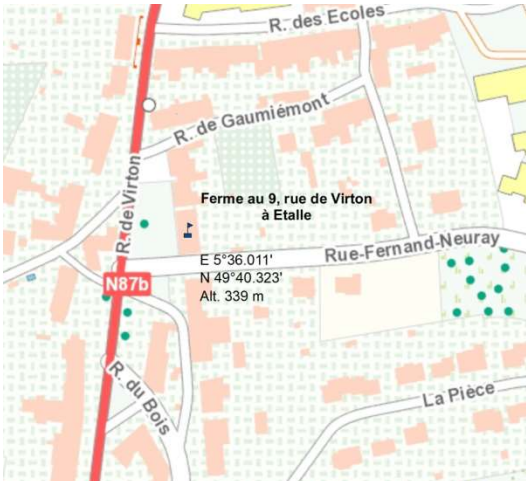 R. des Ecoles
R. de Gaumiémont
R. de Virton
Ferme au 9, rue de Virton
à Etalle
E 5°36.011'
N 49°40.323'
Alt. 339 m
Rue-Fernand-Neuray
N87b
R. du Bois
La Pièce